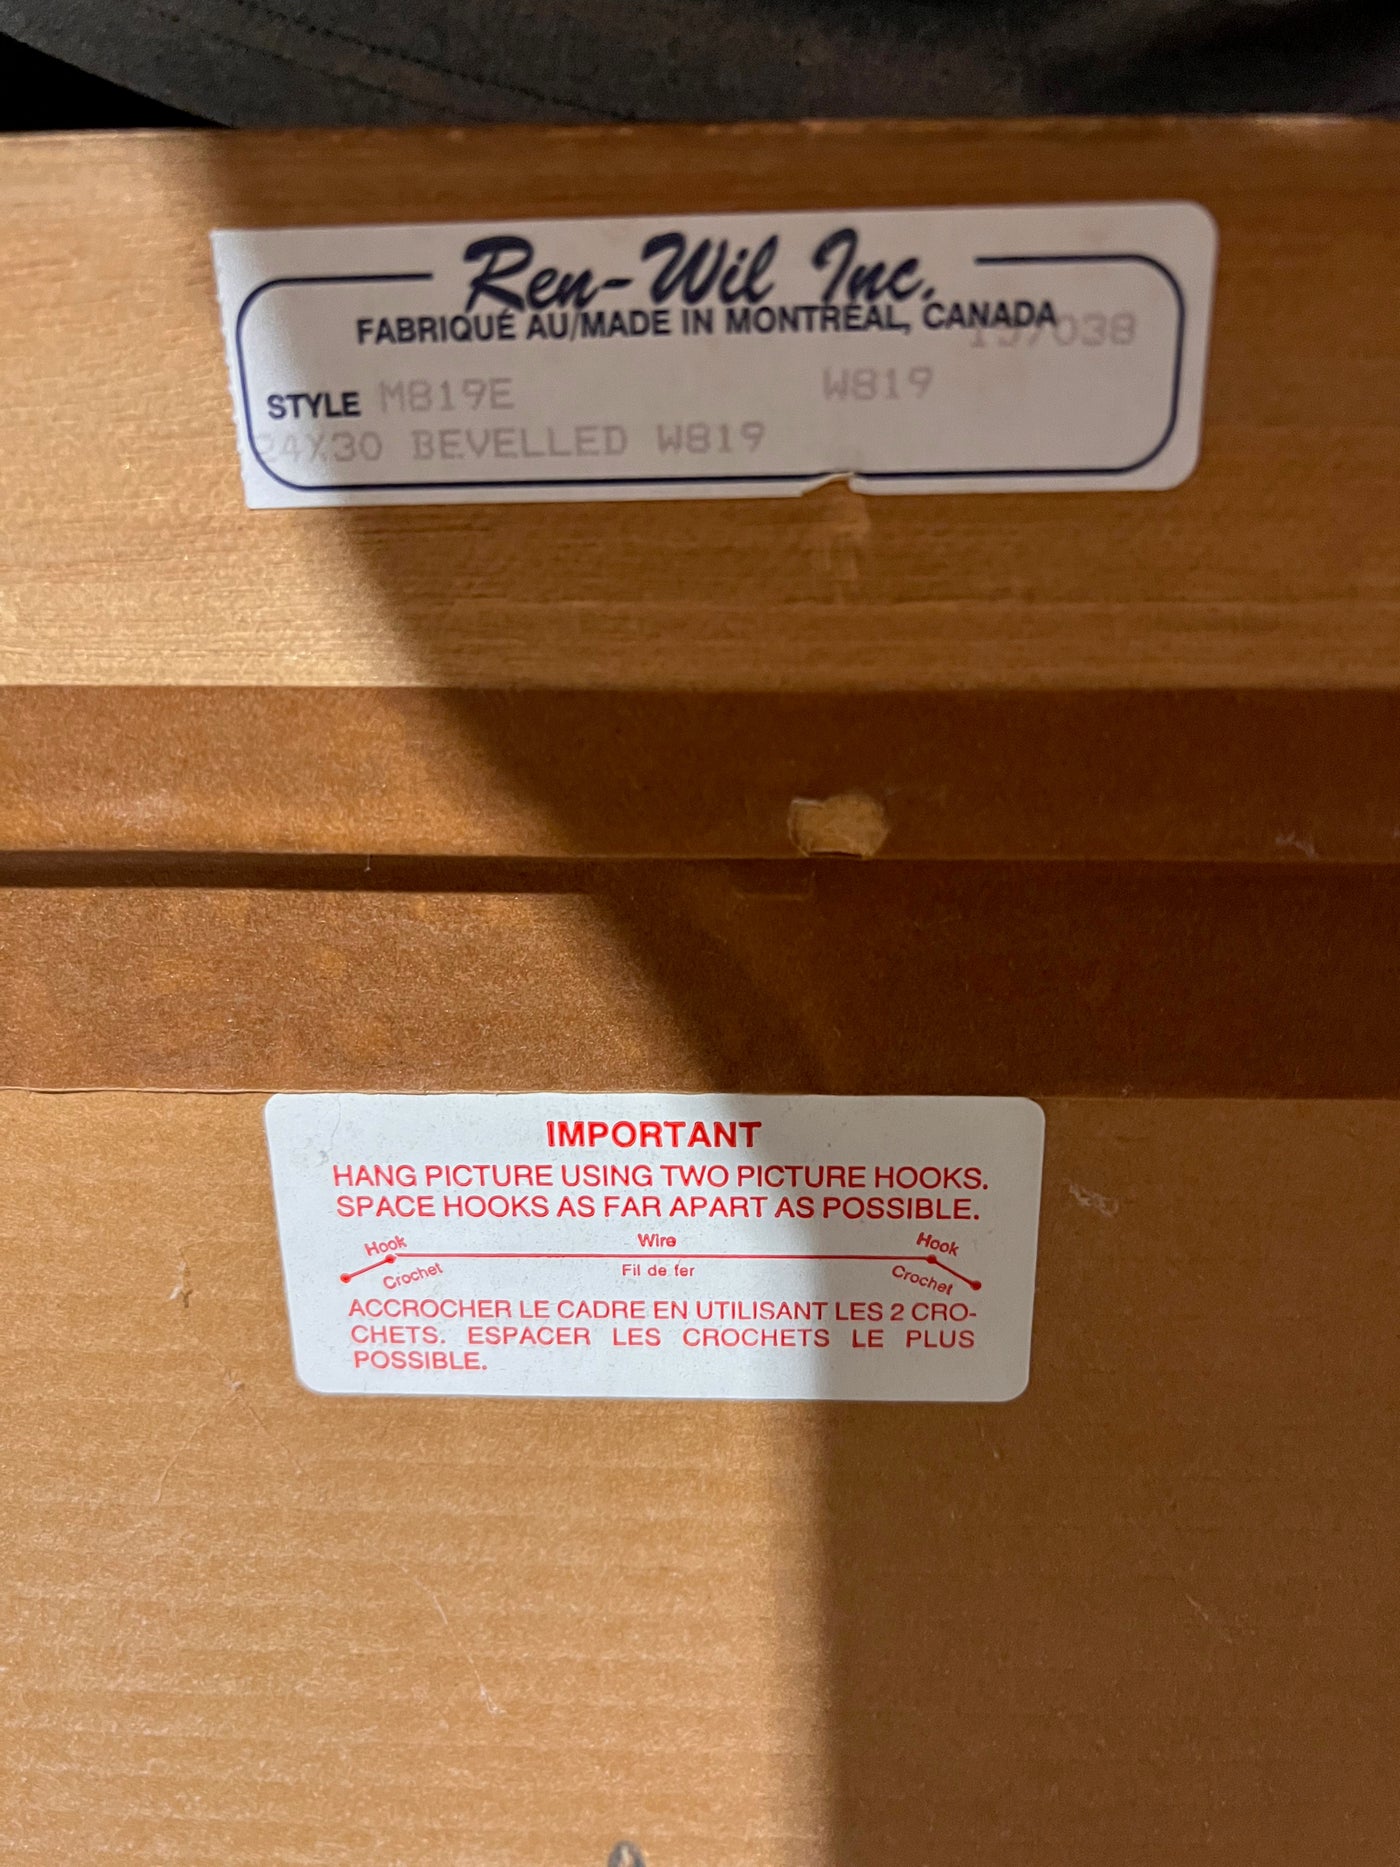 Ren-Wil Inc.
FABRIQUÉ AU/MADE IN MONTRÉAL, CANADA
STYLE M819E W819
24X30 BEVELLED W819
IMPORTANT
HANG PICTURE USING TWO PICTURE HOOKS.
SPACE HOOKS AS FAR APART AS POSSIBLE.
Hook Wire Hook
Crochet Fil de fer Crochet
ACCROCHER LE CADRE EN UTILISANT LES 2 CRO-
CHETS. ESPACER LES CROCHETS LE PLUS
POSSIBLE.